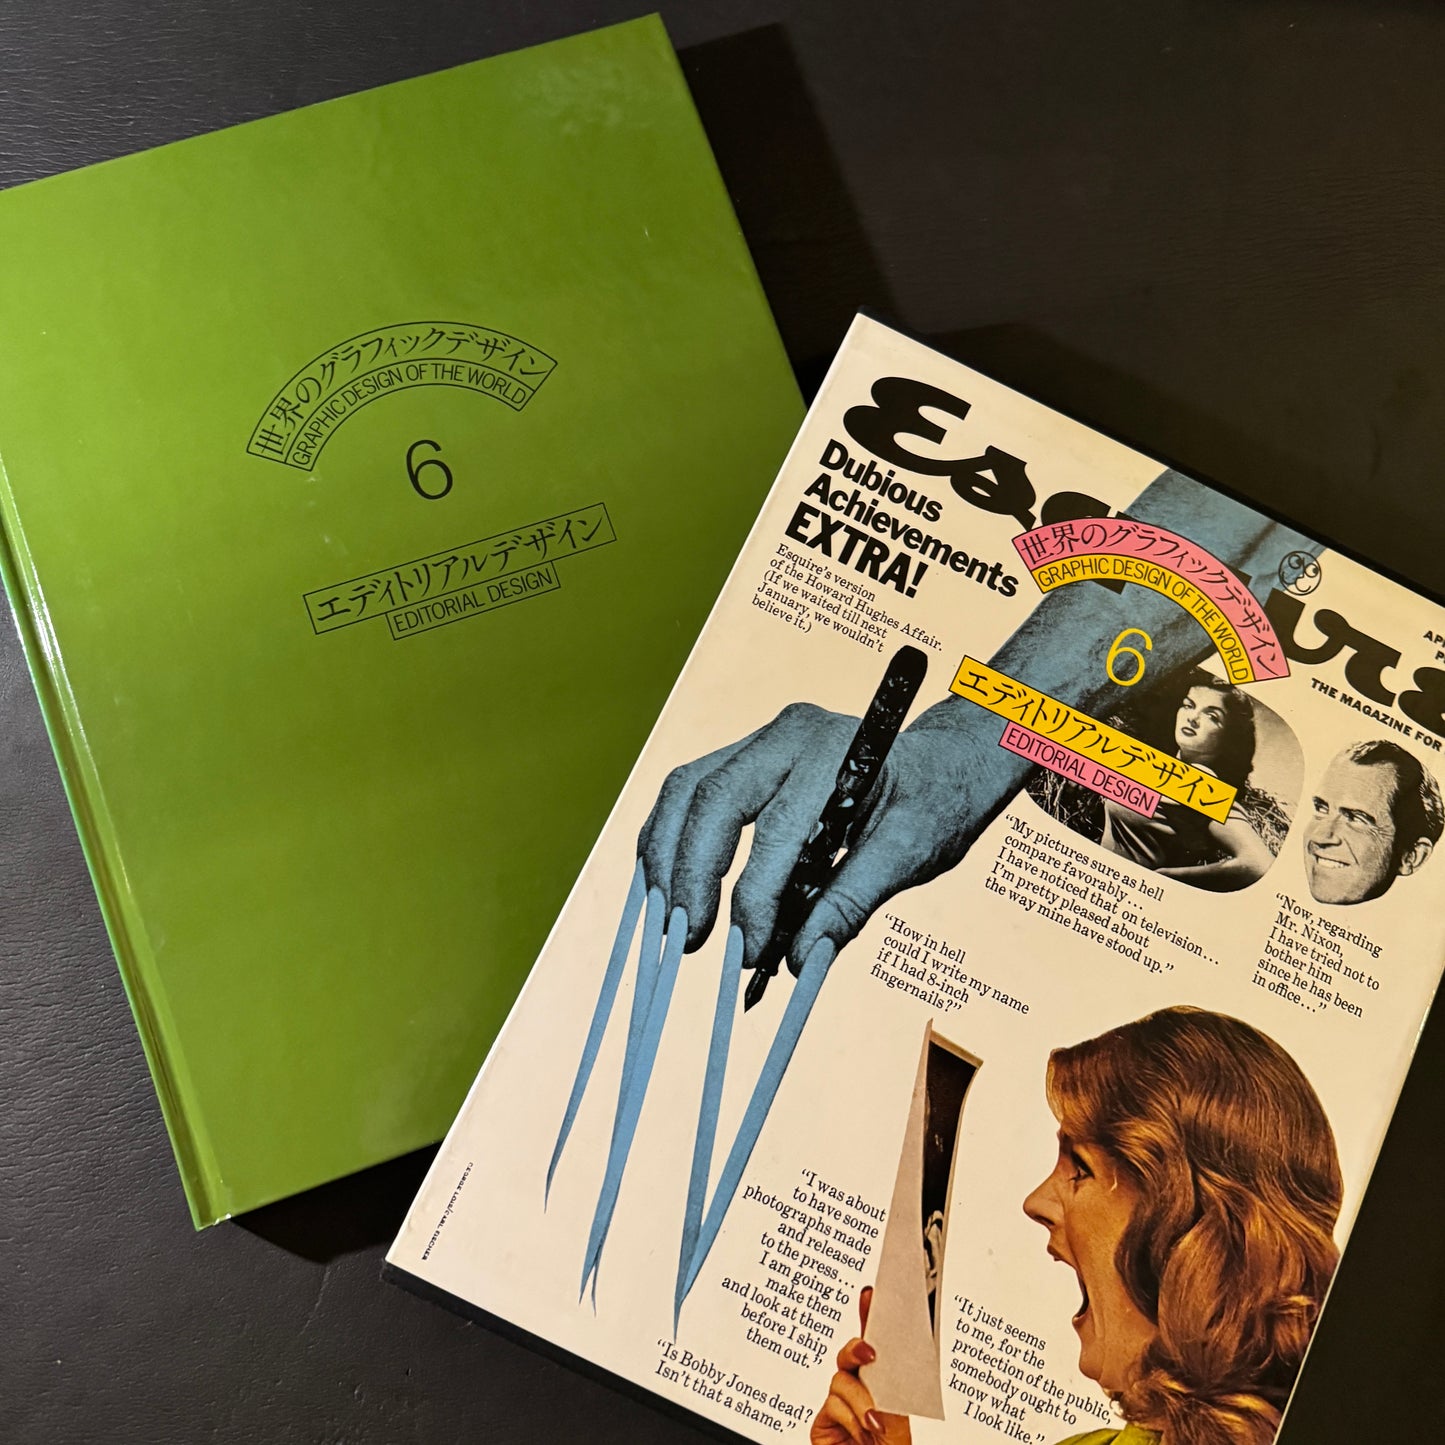 世界のグラフィックデザイン
GRAPHIC DESIGN OF THE WORLD
6
エディトリアルデザイン
EDITORIAL DESIGN
Esquire
Dubious
Achievements
EXTRA!
Esquire's version
of the Howard Hughes Affair.
(If we waited till next
January, we wouldn't
believe it.)
世界のグラフィックデザイン
GRAPHIC DESIGN OF THE WORLD
6
エディトリアルデザイン
EDITORIAL DESIGN
THE MAGAZINE FOR
“My pictures sure as hell
compare favorably...
I have noticed that on television...
I'm pretty pleased about
the way mine have stood up.”
“Now, regarding
Mr. Nixon,
I have tried not to
bother him
since he has been
in office...”
“How in hell
could I write my name
if I had 8-inch
fingernails?”
“I was about
to have some
photographs made
and released
to the press...
I am going to
make them
and look at them
before I ship
them out.”
“Is Bobby Jones dead?
Isn't that a shame.”
“It just seems
to me, for the
protection of the public,
somebody ought to
know what
I look like.”
GEORGE LOIS/CARL FISCHER